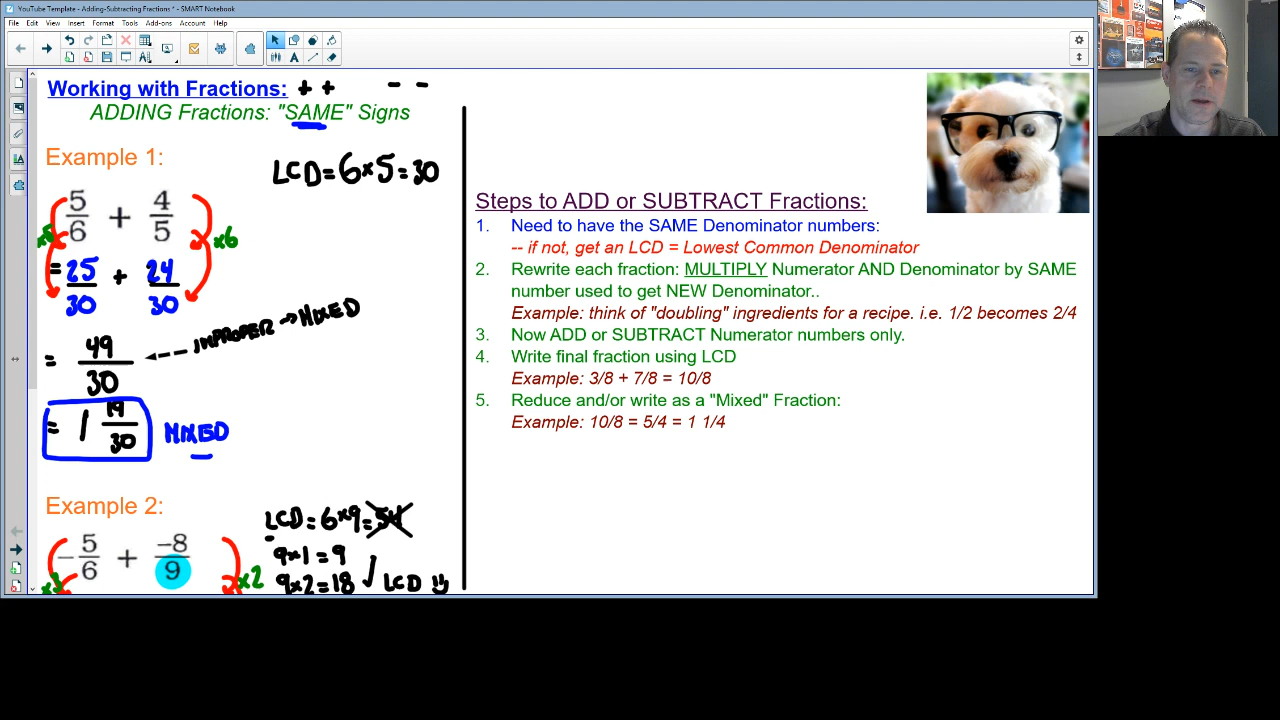 YouTube Template - Adding-Subtracting Fractions * - SMART Notebook
File Edit View Insert Format Tools Add-ons Account Help
Working with Fractions: + + - -
ADDING Fractions: "SAME" Signs
Example 1:
LCD = 6 x 5 = 30
5/6 + 4/5
x5 x6
= 25/30 + 24/30
= 49/30 IMPROPER → MIXED
= 1 19/30 MIXED
Example 2:
LCD = 6 x 9 = 54
9 x 1 = 9
9 x 2 = 18 √ LCD
-5/6 + -8/9
x3 x2
Steps to ADD or SUBTRACT Fractions:
1. Need to have the SAME Denominator numbers:
-- if not, get an LCD = Lowest Common Denominator
2. Rewrite each fraction: MULTIPLY Numerator AND Denominator by SAME
number used to get NEW Denominator..
Example: think of "doubling" ingredients for a recipe. i.e. 1/2 becomes 2/4
3. Now ADD or SUBTRACT Numerator numbers only.
4. Write final fraction using LCD
Example: 3/8 + 7/8 = 10/8
5. Reduce and/or write as a "Mixed" Fraction:
Example: 10/8 = 5/4 = 1 1/4